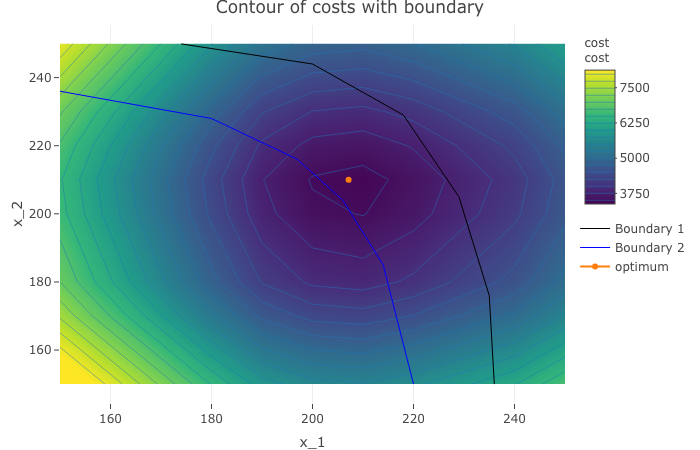 Contour of costs with boundary
cost
cost
7500
6250
5000
3750
Boundary 1
Boundary 2
optimum
240
220
200
180
160
x_2
160
180
200
220
240
x_1